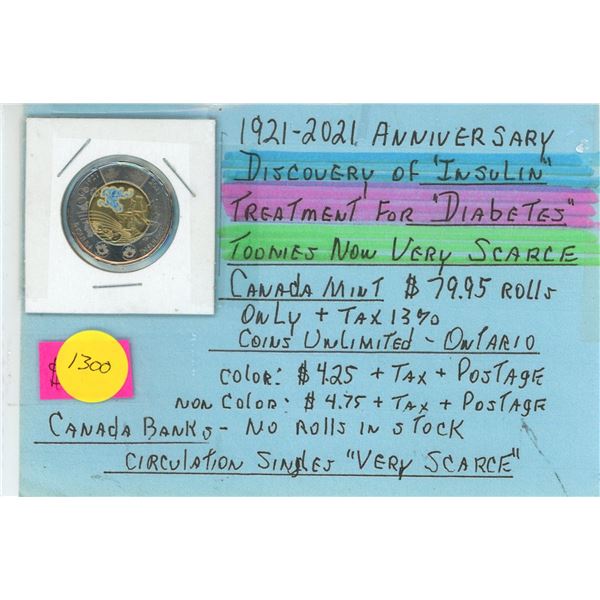 1921-2021 ANNIVERSARY
DISCOVERY OF "INSULIN"
TREATMENT FOR "DIABETES"
TOONIES NOW VERY SCARCE
CANADA MINT $79.95 ROLLS
ONLY + TAX 13%
COINS UNLIMITED - ONTARIO
COLOR: $4.25 + TAX + POSTAGE
NON COLOR: $4.75 + TAX + POSTAGE
CANADA BANKS - NO ROLLS IN STOCK
CIRCULATION SINGLES "VERY SCARCE"
1300